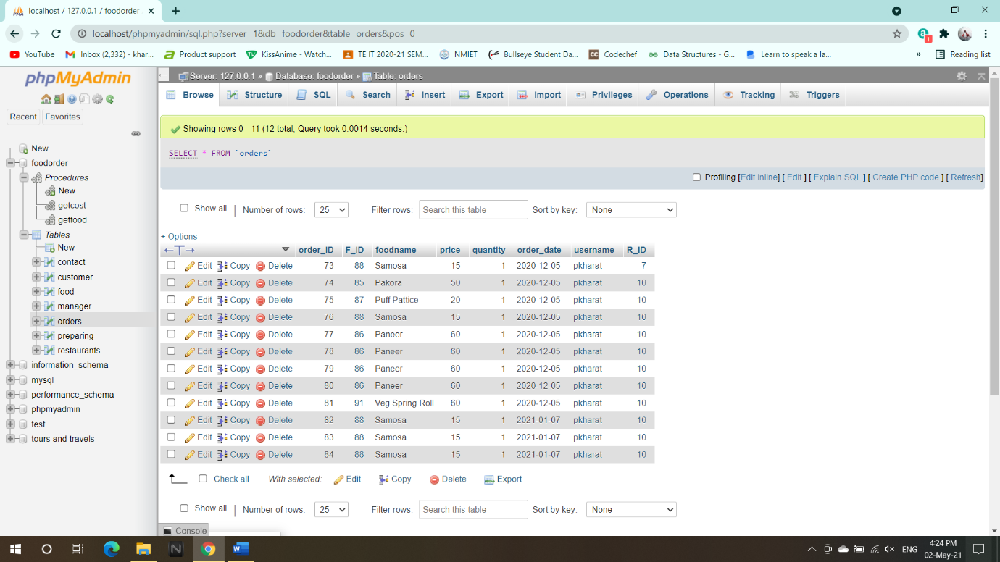 localhost / 127.0.0.1 / foodorder
localhost/phpmyadmin/sql.php?server=1&db=foodorder&table=orders&pos=0
1
YouTube Inbox (2,332) - khar... Product support KissAnime - Watch... TE IT 2020-21 SEM... NMIET Bullseye Student Da... Codechef Data Structures - G... Learn to speak a la... » Reading list
phpMyAdmin
Recent Favorites
New
foodorder
Procedures
New
getcost
getfood
Tables
New
contact
customer
food
manager
orders
preparing
restaurants
information_schema
mysql
performance_schema
phpmyadmin
test
tours and travels
Server: 127.0.0.1 » Database: foodorder » Table: orders
Browse Structure SQL Search Insert Export Import Privileges Operations Tracking Triggers
Showing rows 0 - 11 (12 total, Query took 0.0014 seconds.)
SELECT * FROM `orders`
Profiling [Edit inline] [ Edit ] [ Explain SQL ] [ Create PHP code ] [ Refresh]
Show all | Number of rows: 25 Filter rows: Search this table Sort by key: None
+ Options
←T→ order_ID F_ID foodname price quantity order_date username R_ID
Edit Copy Delete 73 88 Samosa 15 1 2020-12-05 pkharat 7
Edit Copy Delete 74 85 Pakora 50 1 2020-12-05 pkharat 10
Edit Copy Delete 75 87 Puff Pattice 20 1 2020-12-05 pkharat 10
Edit Copy Delete 76 88 Samosa 15 1 2020-12-05 pkharat 10
Edit Copy Delete 77 86 Paneer 60 1 2020-12-05 pkharat 10
Edit Copy Delete 78 86 Paneer 60 1 2020-12-05 pkharat 10
Edit Copy Delete 79 86 Paneer 60 1 2020-12-05 pkharat 10
Edit Copy Delete 80 86 Paneer 60 1 2020-12-05 pkharat 10
Edit Copy Delete 81 91 Veg Spring Roll 60 1 2020-12-05 pkharat 10
Edit Copy Delete 82 88 Samosa 15 1 2021-01-07 pkharat 10
Edit Copy Delete 83 88 Samosa 15 1 2021-01-07 pkharat 10
Edit Copy Delete 84 88 Samosa 15 1 2021-01-07 pkharat 10
Check all With selected: Edit Copy Delete Export
Show all | Number of rows: 25 Filter rows: Search this table Sort by key: None
Console
ENG 4:24 PM
02-May-21